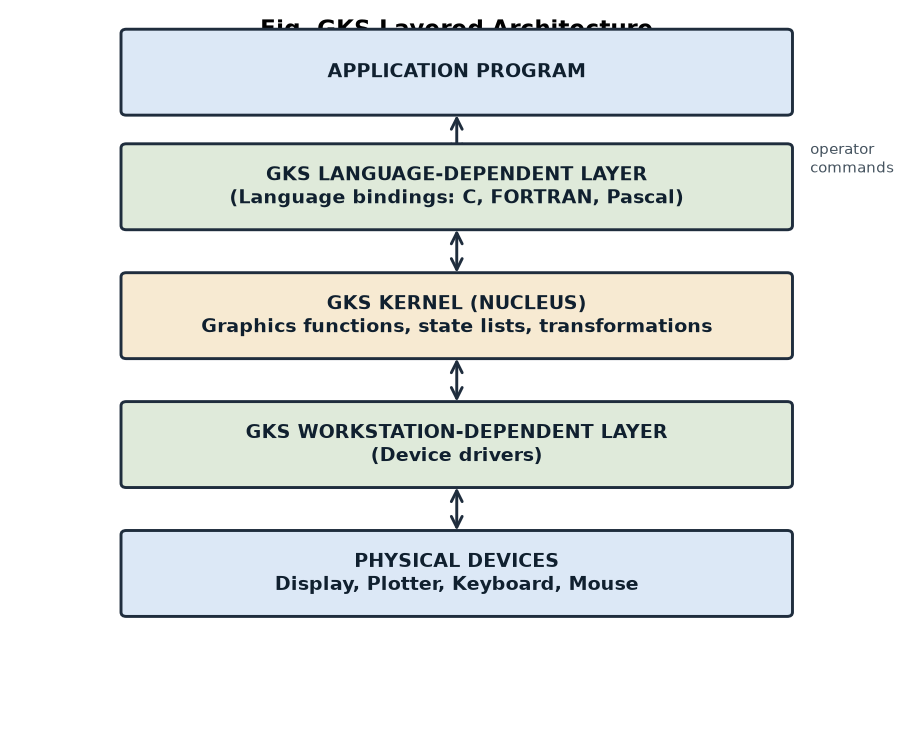 Fig. GKS Layered Architecture
APPLICATION PROGRAM
operator
commands
GKS LANGUAGE-DEPENDENT LAYER
(Language bindings: C, FORTRAN, Pascal)
GKS KERNEL (NUCLEUS)
Graphics functions, state lists, transformations
GKS WORKSTATION-DEPENDENT LAYER
(Device drivers)
PHYSICAL DEVICES
Display, Plotter, Keyboard, Mouse